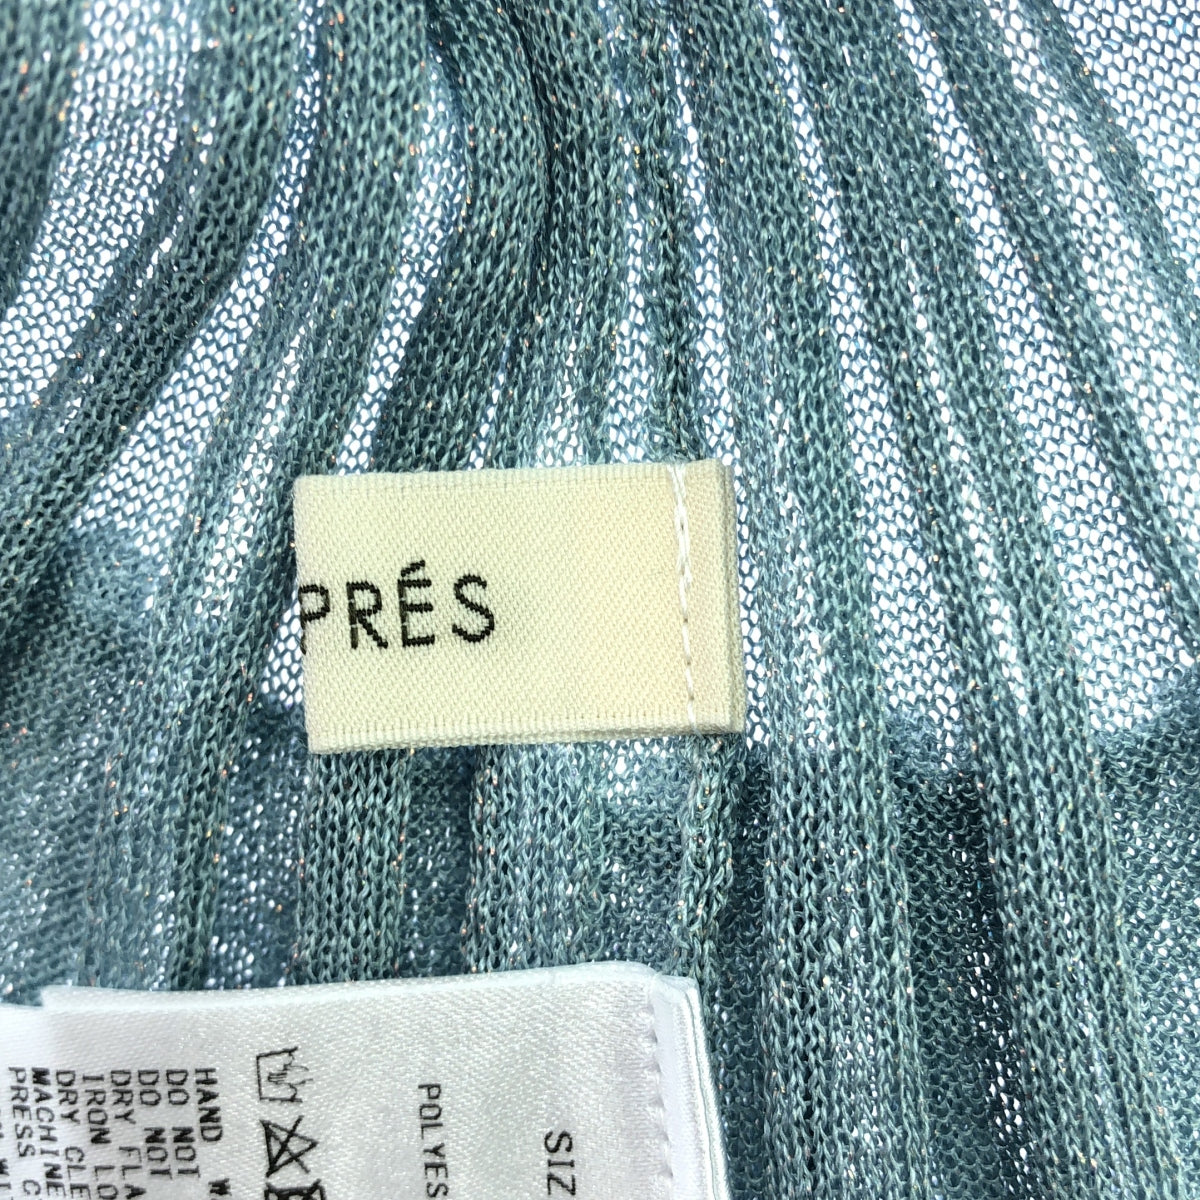 PRÉS
SIZ
POLYES
HAND W
DO NOT
DO NOT
DRY FLA
IRON LO
DRY CLE
MACHINE
PRESS C